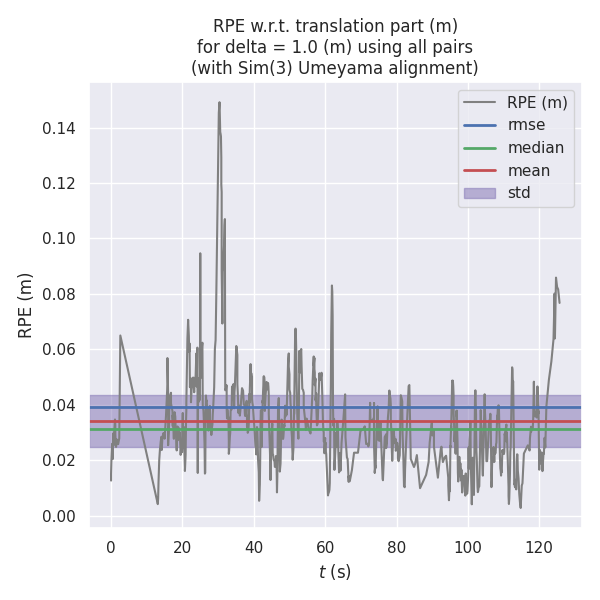 RPE w.r.t. translation part (m)
for delta = 1.0 (m) using all pairs
(with Sim(3) Umeyama alignment)
RPE (m)
rmse
median
mean
std
0.14
0.12
0.10
0.08
0.06
0.04
0.02
0.00
RPE (m)
0 20 40 60 80 100 120
t (s)